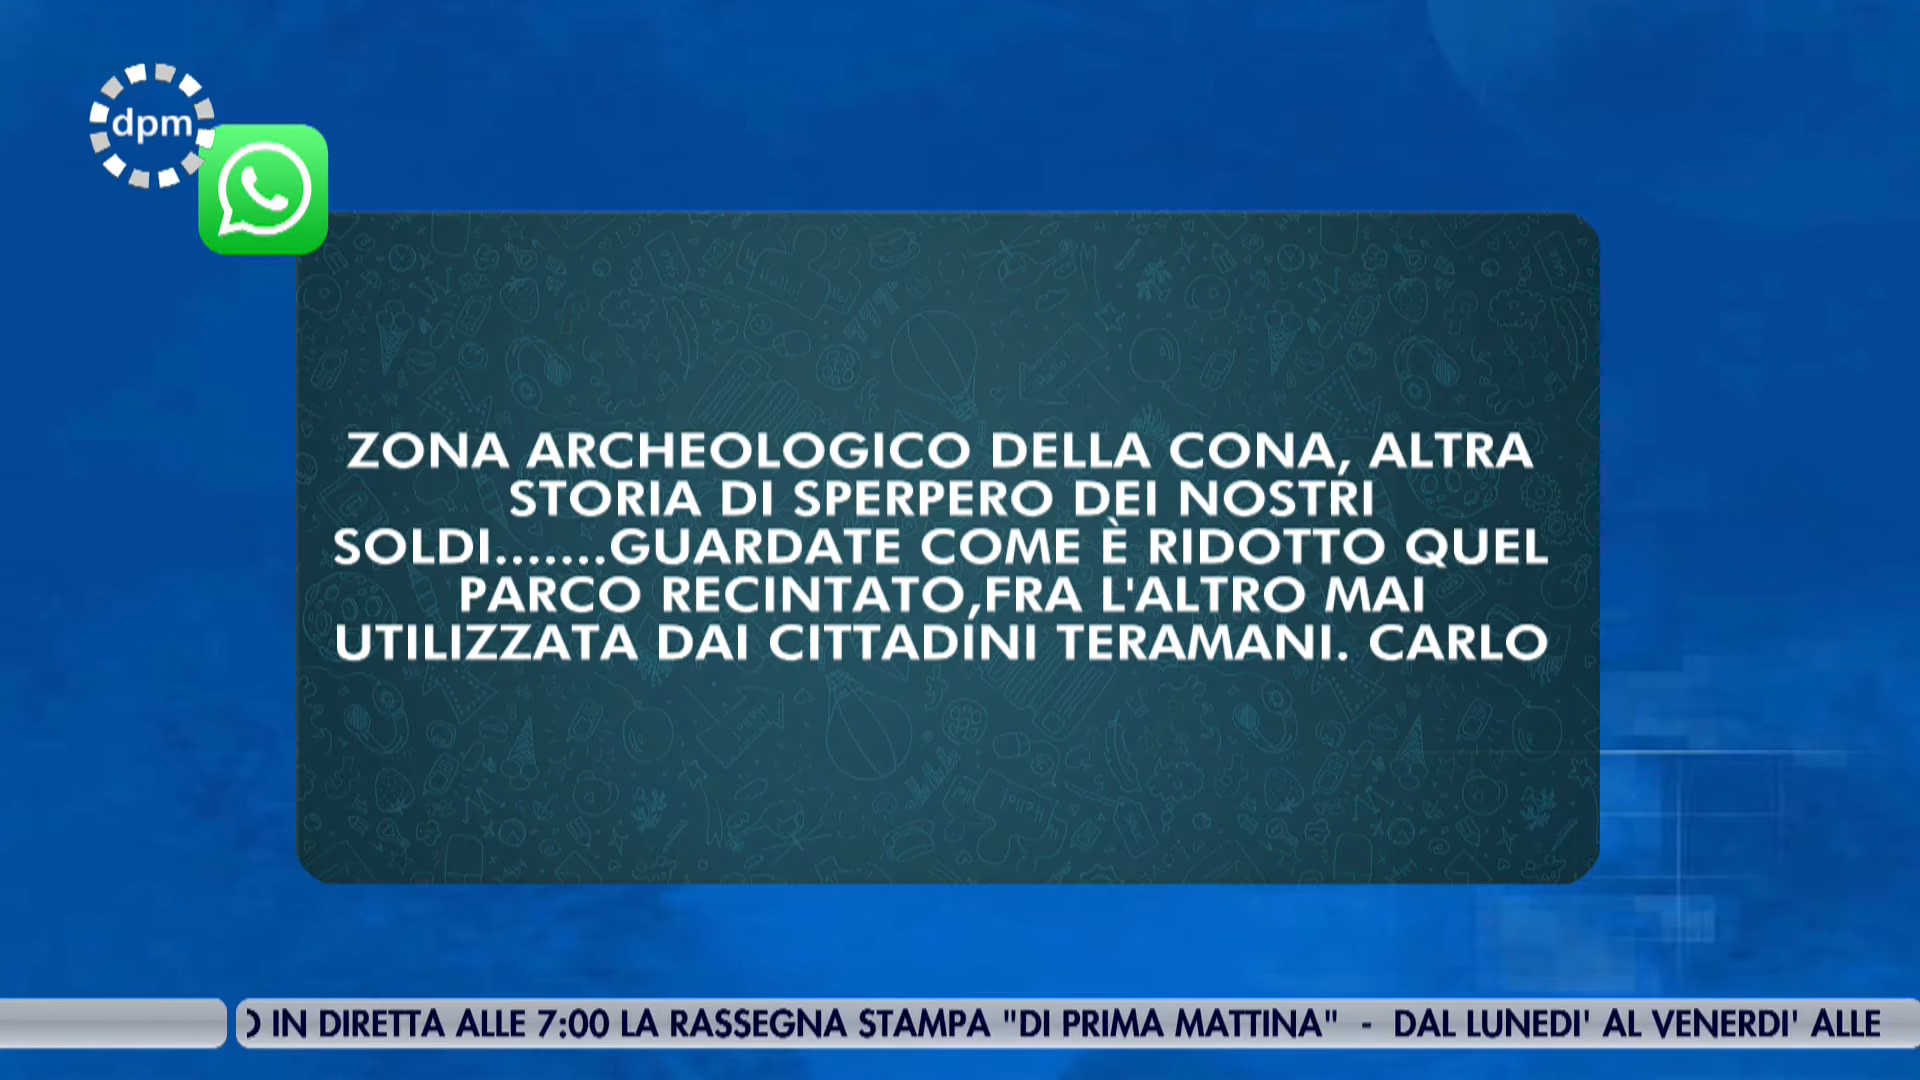 dpm
ZONA ARCHEOLOGICO DELLA CONA, ALTRA
STORIA DI SPERPERO DEI NOSTRI
SOLDI.......GUARDATE COME È RIDOTTO QUEL
PARCO RECINTATO,FRA L'ALTRO MAI
UTILIZZATA DAI CITTADINI TERAMANI. CARLO
IN DIRETTA ALLE 7:00 LA RASSEGNA STAMPA "DI PRIMA MATTINA" - DAL LUNEDI' AL VENERDI' ALLE